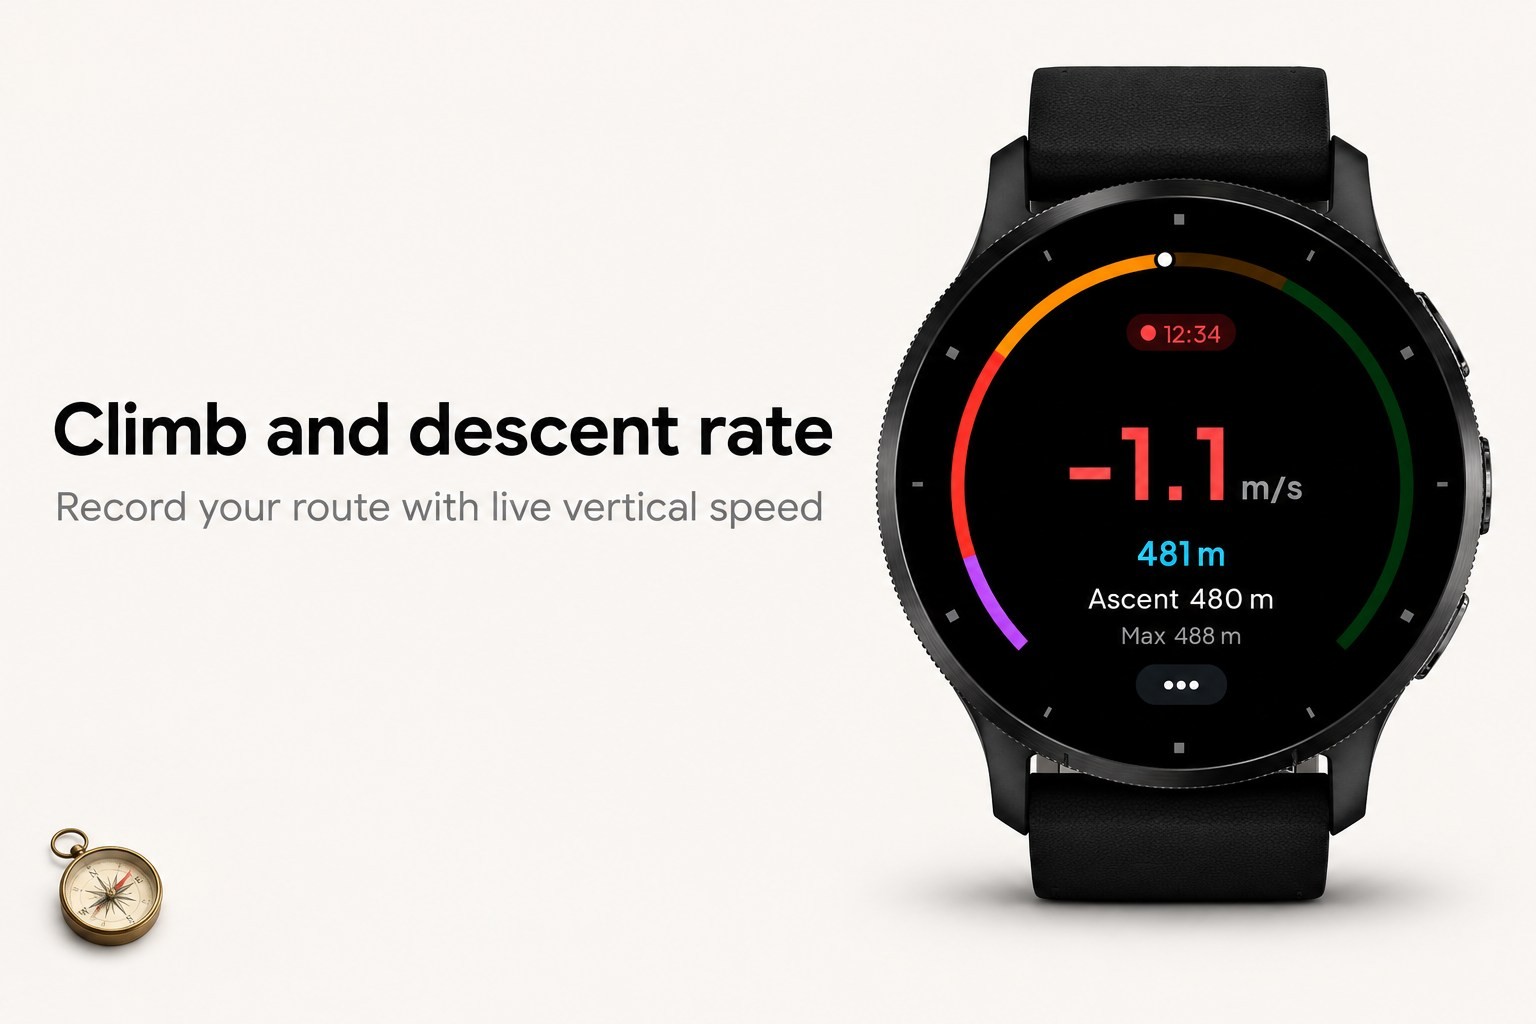 Climb and descent rate
Record your route with live vertical speed
12:34
-1.1 m/s
481 m
Ascent 480 m
Max 488 m